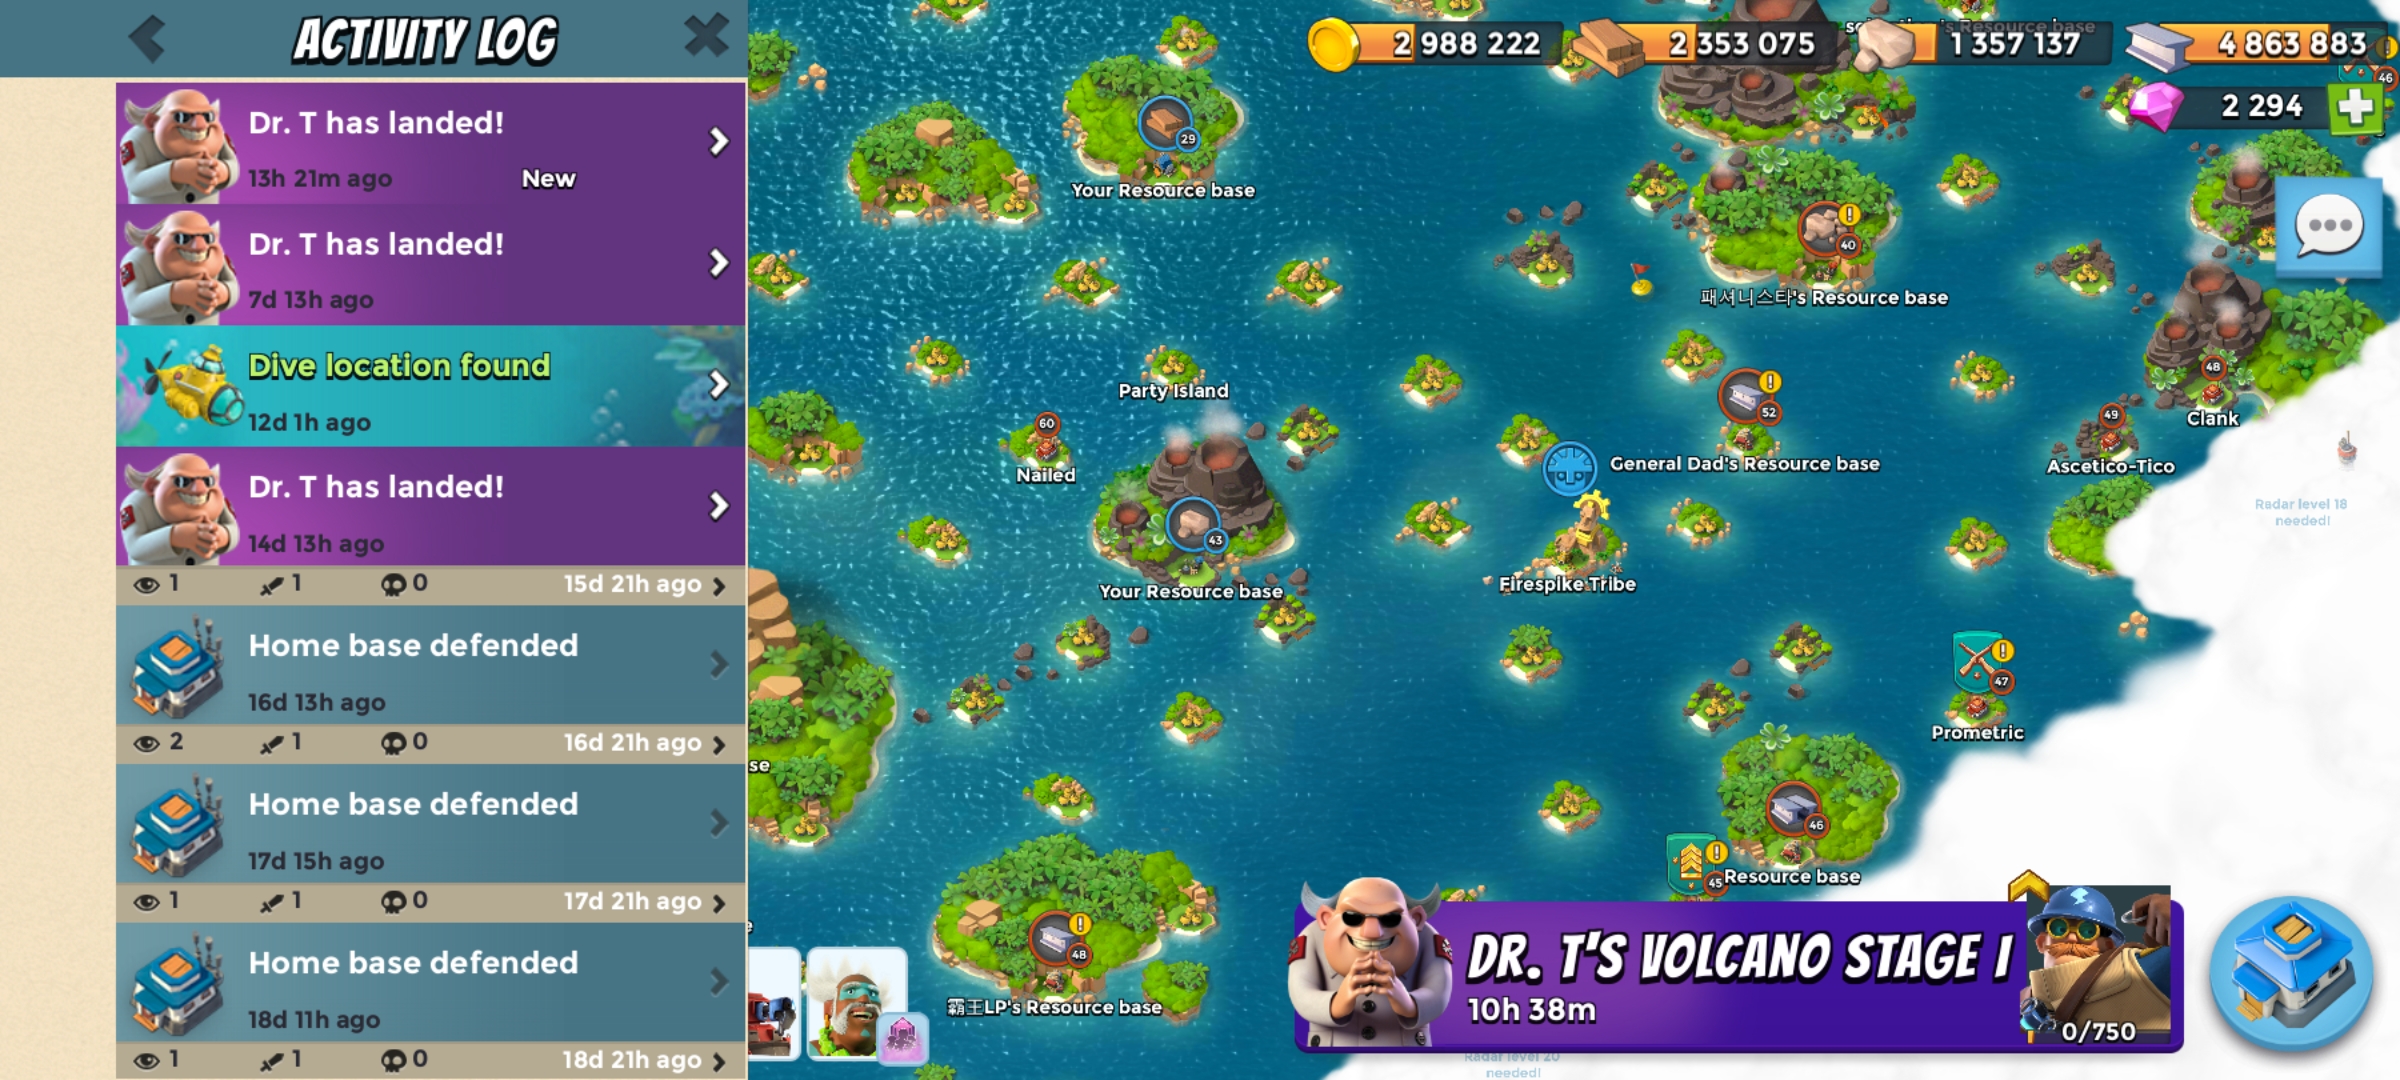 ACTIVITY LOG
Dr. T has landed!
13h 21m ago
New
Dr. T has landed!
7d 13h ago
Dive location found
12d 1h ago
Dr. T has landed!
14d 13h ago
1 1 0 15d 21h ago
Home base defended
16d 13h ago
2 1 0 16d 21h ago
Home base defended
17d 15h ago
1 1 0 17d 21h ago
Home base defended
18d 11h ago
1 1 0 18d 21h ago
2 988 222
2 353 075
1 357 137
4 863 883
's Resource base
46
2 294
29
Your Resource base
40
패셔니스타's Resource base
Party Island
60
Nailed
52
General Dad's Resource base
48
Clank
49
Ascetico-Tico
Radar level 18
needed!
43
Your Resource base
Firespike Tribe
47
Prometric
se
46
45
Resource base
48
霸王LP's Resource base
DR. T'S VOLCANO STAGE I
10h 38m
0/750
Radar level 20
needed!